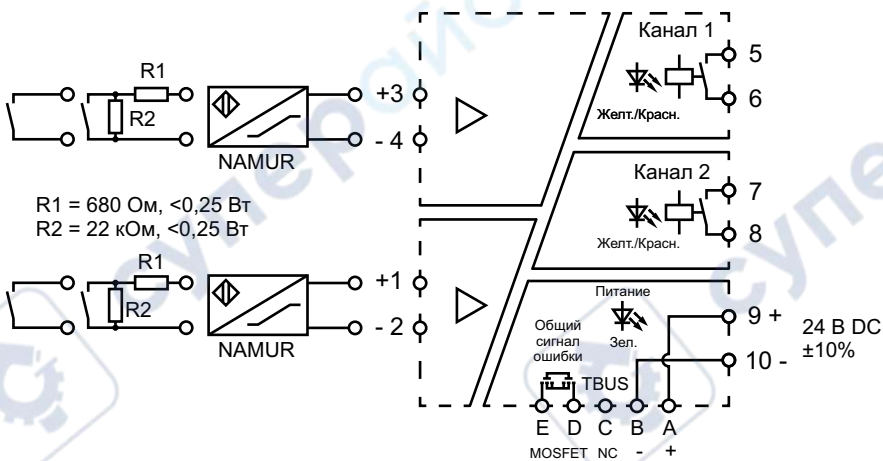 Канал 1
R1
R2
+3
- 4
NAMUR
5
6
Желт./Красн.
R1 = 680 Ом, <0,25 Вт
R2 = 22 кОм, <0,25 Вт
Канал 2
7
8
Желт./Красн.
R1
R2
+1
- 2
NAMUR
Питание
Зел.
Общий
сигнал
ошибки
TBUS
9 +
10 -
24 В DC
±10%
E D C B A
MOSFET NC - +
суперайс
супе